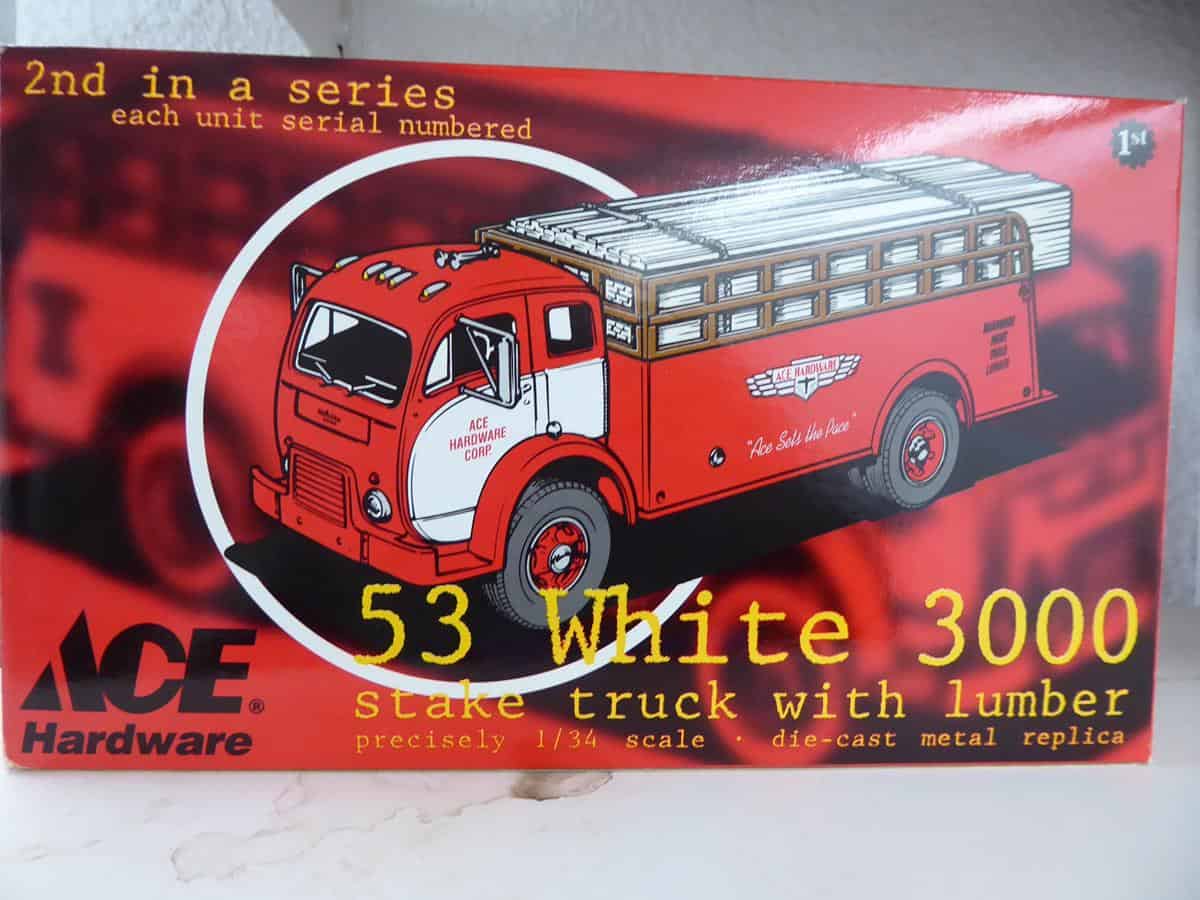 2nd in a series
each unit serial numbered
1st
ACE
HARDWARE
CORP.
ACE HARDWARE
"Ace Sets the Pace"
ACE®
Hardware
53 White 3000
stake truck with lumber
precisely 1/34 scale · die-cast metal replica